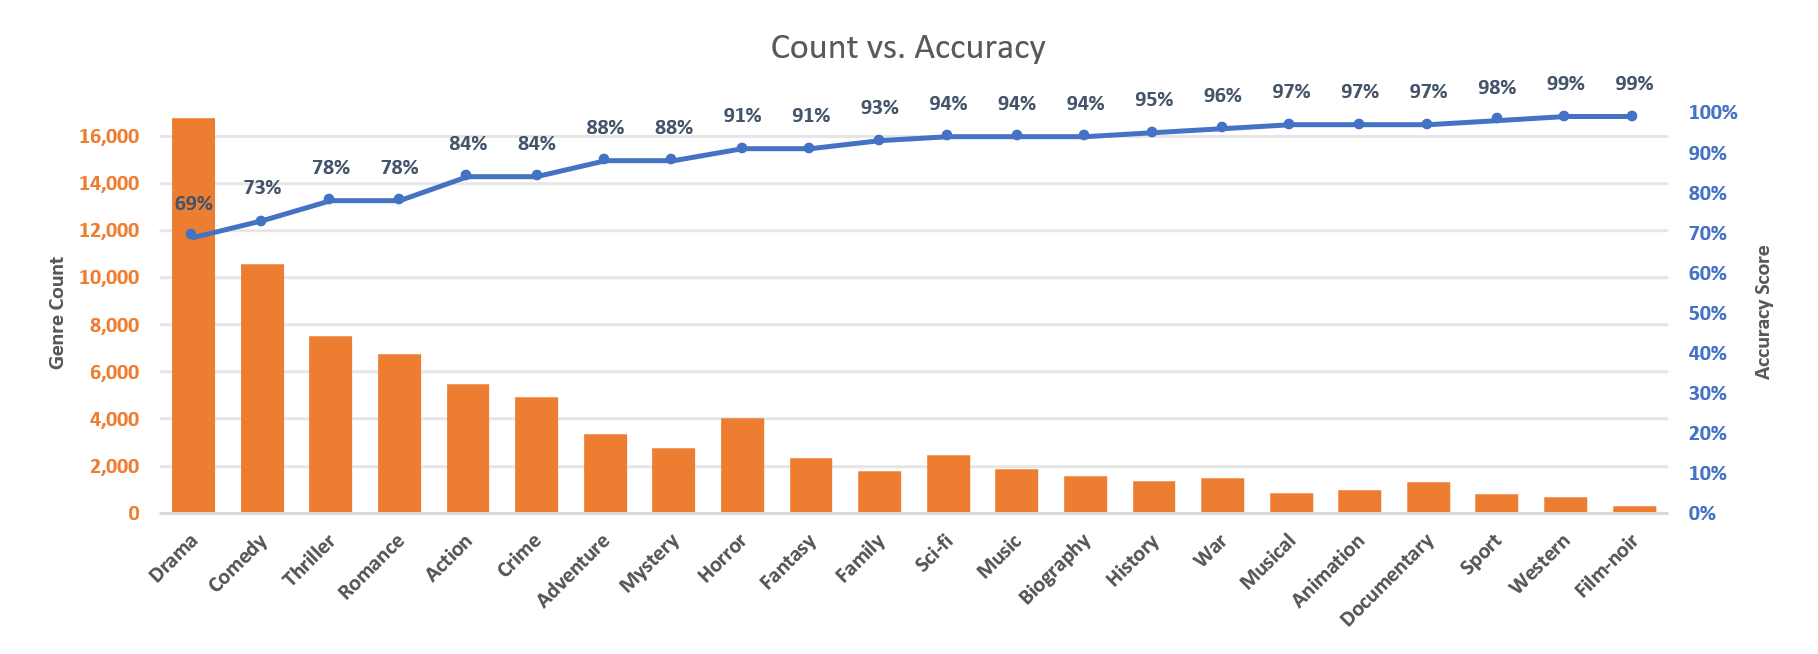 Count vs. Accuracy
69% 73% 78% 78% 84% 84% 88% 88% 91% 91% 93% 94% 94% 94% 95% 96% 97% 97% 97% 98% 99% 99%
Genre Count
16,000
14,000
12,000
10,000
8,000
6,000
4,000
2,000
0
100%
90%
80%
70%
60%
50%
40%
30%
20%
10%
0%
Accuracy Score
Drama
Comedy
Thriller
Romance
Action
Crime
Adventure
Mystery
Horror
Fantasy
Family
Sci-fi
Music
Biography
History
War
Musical
Animation
Documentary
Sport
Western
Film-noir